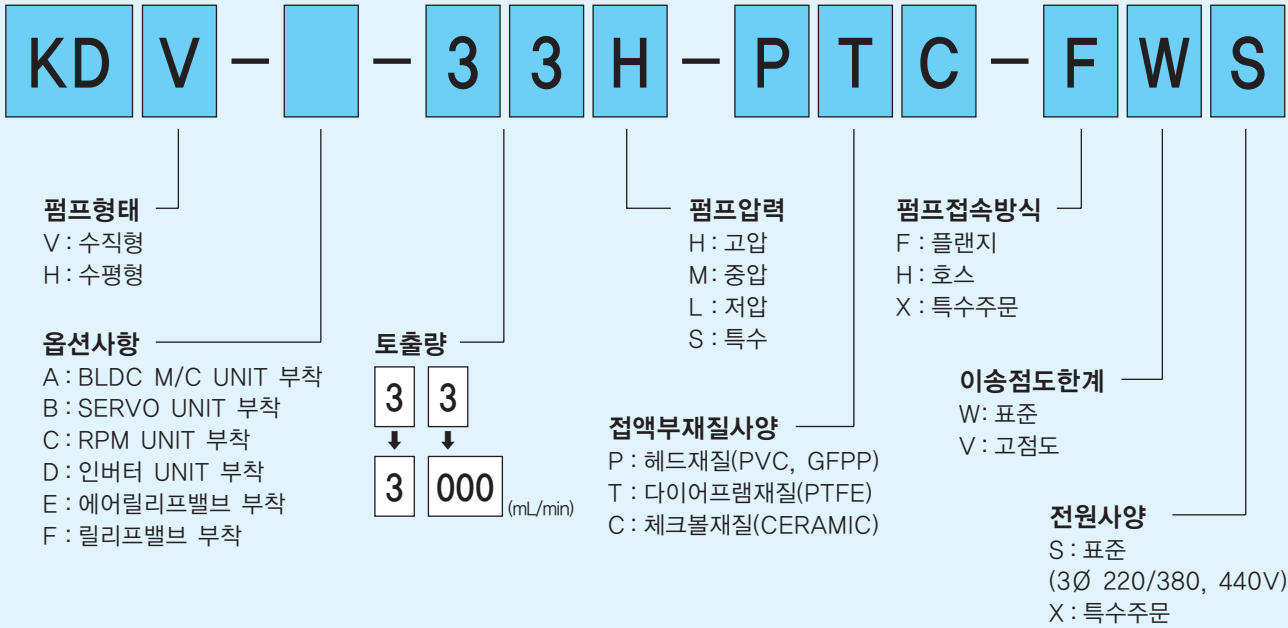 KD V - - 3 3 H - P T C - F W S
펌프형태
V : 수직형
H : 수평형
옵션사항
A : BLDC M/C UNIT 부착
B : SERVO UNIT 부착
C : RPM UNIT 부착
D : 인버터 UNIT 부착
E : 에어릴리프밸브 부착
F : 릴리프밸브 부착
토출량
3 3
3 000 (mL/min)
펌프압력
H : 고압
M : 중압
L : 저압
S : 특수
접액부재질사양
P : 헤드재질(PVC, GFPP)
T : 다이어프램재질(PTFE)
C : 체크볼재질(CERAMIC)
펌프접속방식
F : 플랜지
H : 호스
X : 특수주문
이송점도한계
W : 표준
V : 고점도
전원사양
S : 표준
(3Ø 220/380, 440V)
X : 특수주문